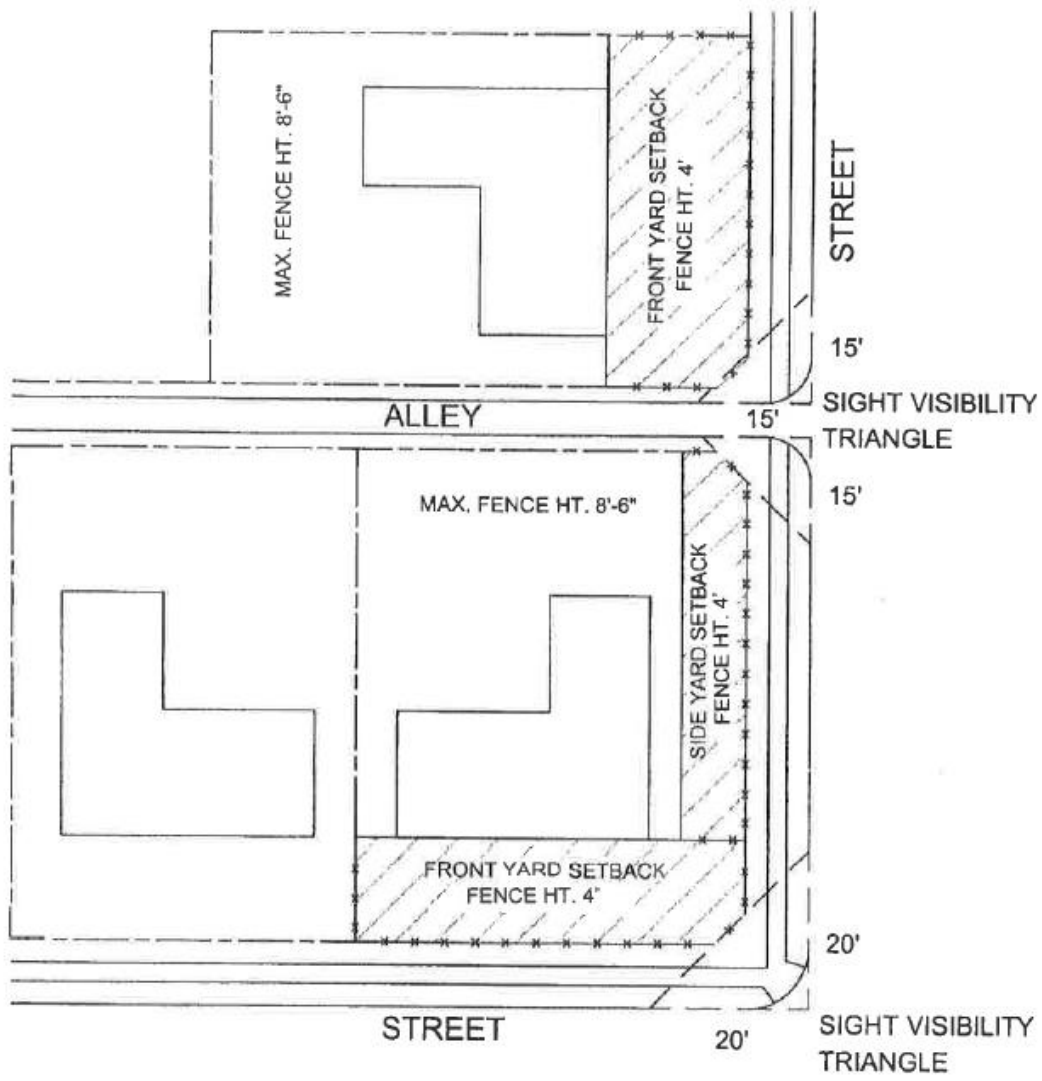 MAX. FENCE HT. 8'-6"
FRONT YARD SETBACK
FENCE HT. 4'
STREET
15'
ALLEY
15'
SIGHT VISIBILITY
TRIANGLE
15'
MAX. FENCE HT. 8'-6"
SIDE YARD SETBACK
FENCE HT. 4'
FRONT YARD SETBACK
FENCE HT. 4'
20'
STREET
20'
SIGHT VISIBILITY
TRIANGLE